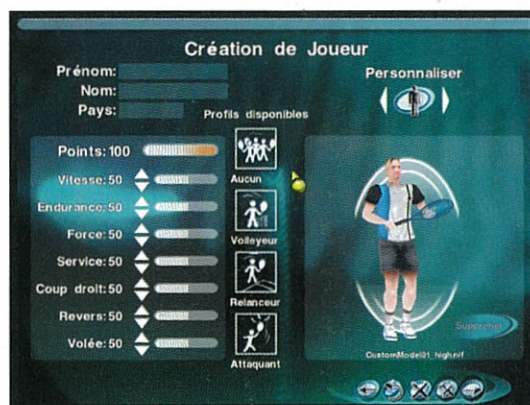 Création de Joueur
Prénom:
Nom:
Pays:
Personnaliser
Profils disponibles
Points: 100
Vitesse: 50
Endurance: 50
Force: 50
Service: 50
Coup droit: 50
Revers: 50
Volée: 50
Aucun
Volleyeur
Relanceur
Attaquant
Supprimer
CustomModel01_high.nif